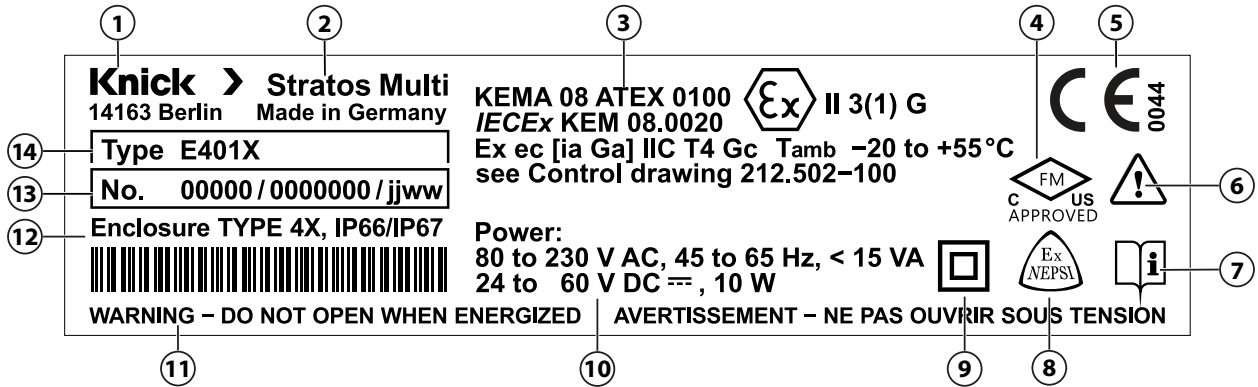 1 2 3 4 5
Knick > Stratos Multi
14163 Berlin Made in Germany
KEMA 08 ATEX 0100 Ex II 3(1) G
IECEx KEM 08.0020
Ex ec [ia Ga] IIC T4 Gc Tamb −20 to +55°C
see Control drawing 212.502−100
CE 0044
14 Type E401X
13 No. 00000 / 0000000 / jjww
12 Enclosure TYPE 4X, IP66/IP67
FM
C US
APPROVED
6
Power:
80 to 230 V AC, 45 to 65 Hz, < 15 VA
24 to 60 V DC ⎓ , 10 W
Ex
NEPSI
i
7
WARNING − DO NOT OPEN WHEN ENERGIZED AVERTISSEMENT − NE PAS OUVRIR SOUS TENSION
11 10 9 8